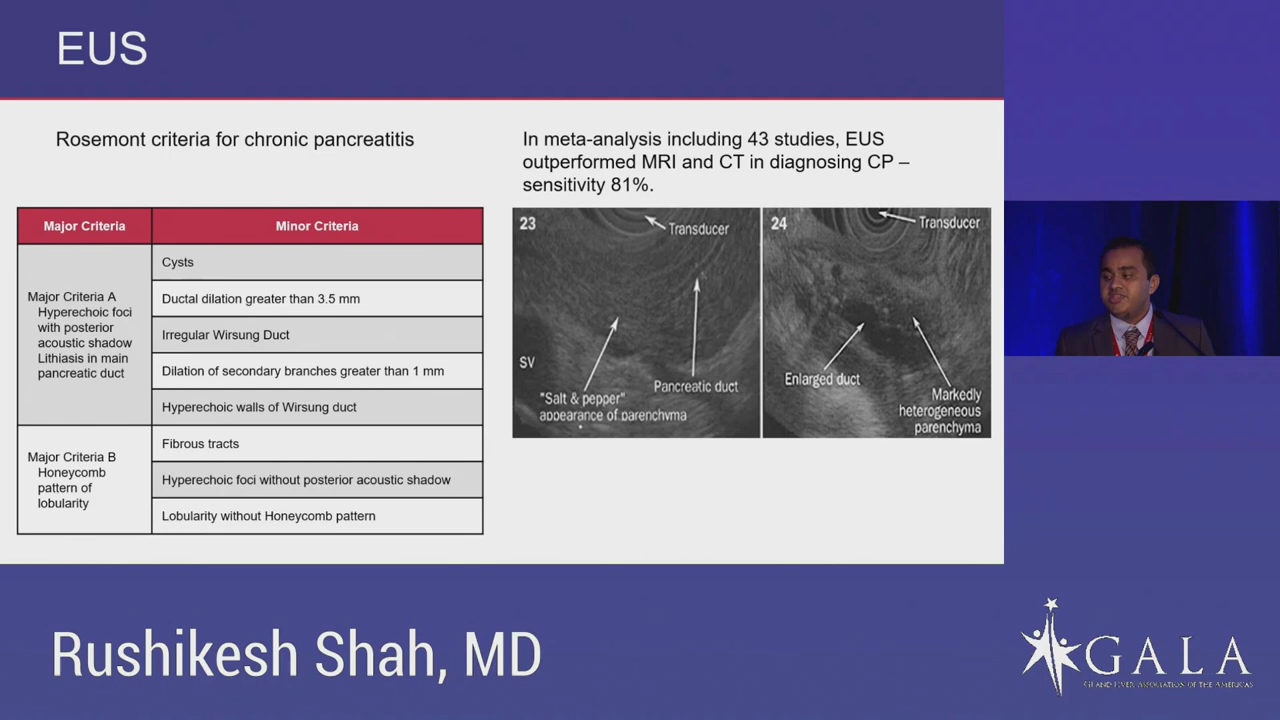 EUS
Rosemont criteria for chronic pancreatitis
Major Criteria
Minor Criteria
Major Criteria A
Hyperechoic foci
with posterior
acoustic shadow
Lithiasis in main
pancreatic duct
Cysts
Ductal dilation greater than 3.5 mm
Irregular Wirsung Duct
Dilation of secondary branches greater than 1 mm
Hyperechoic walls of Wirsung duct
Major Criteria B
Honeycomb
pattern of
lobularity
Fibrous tracts
Hyperechoic foci without posterior acoustic shadow
Lobularity without Honeycomb pattern
In meta-analysis including 43 studies, EUS
outperformed MRI and CT in diagnosing CP –
sensitivity 81%.
23
Transducer
SV
Pancreatic duct
"Salt & pepper"
appearance of parenchyma
24
Transducer
Enlarged duct
Markedly
heterogeneous
parenchyma
Rushikesh Shah, MD
GALA
GI AND LIVER ASSOCIATION OF THE AMERICAS